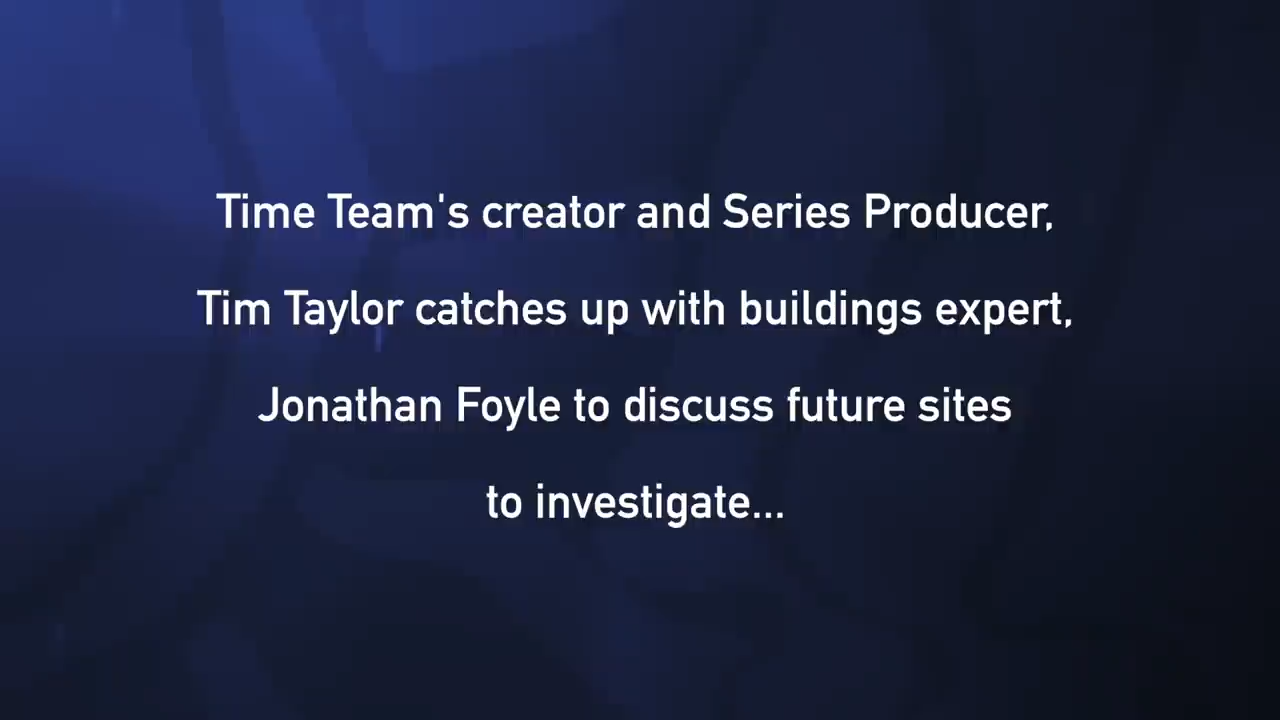 Time Team's creator and Series Producer,
Tim Taylor catches up with buildings expert,
Jonathan Foyle to discuss future sites
to investigate...